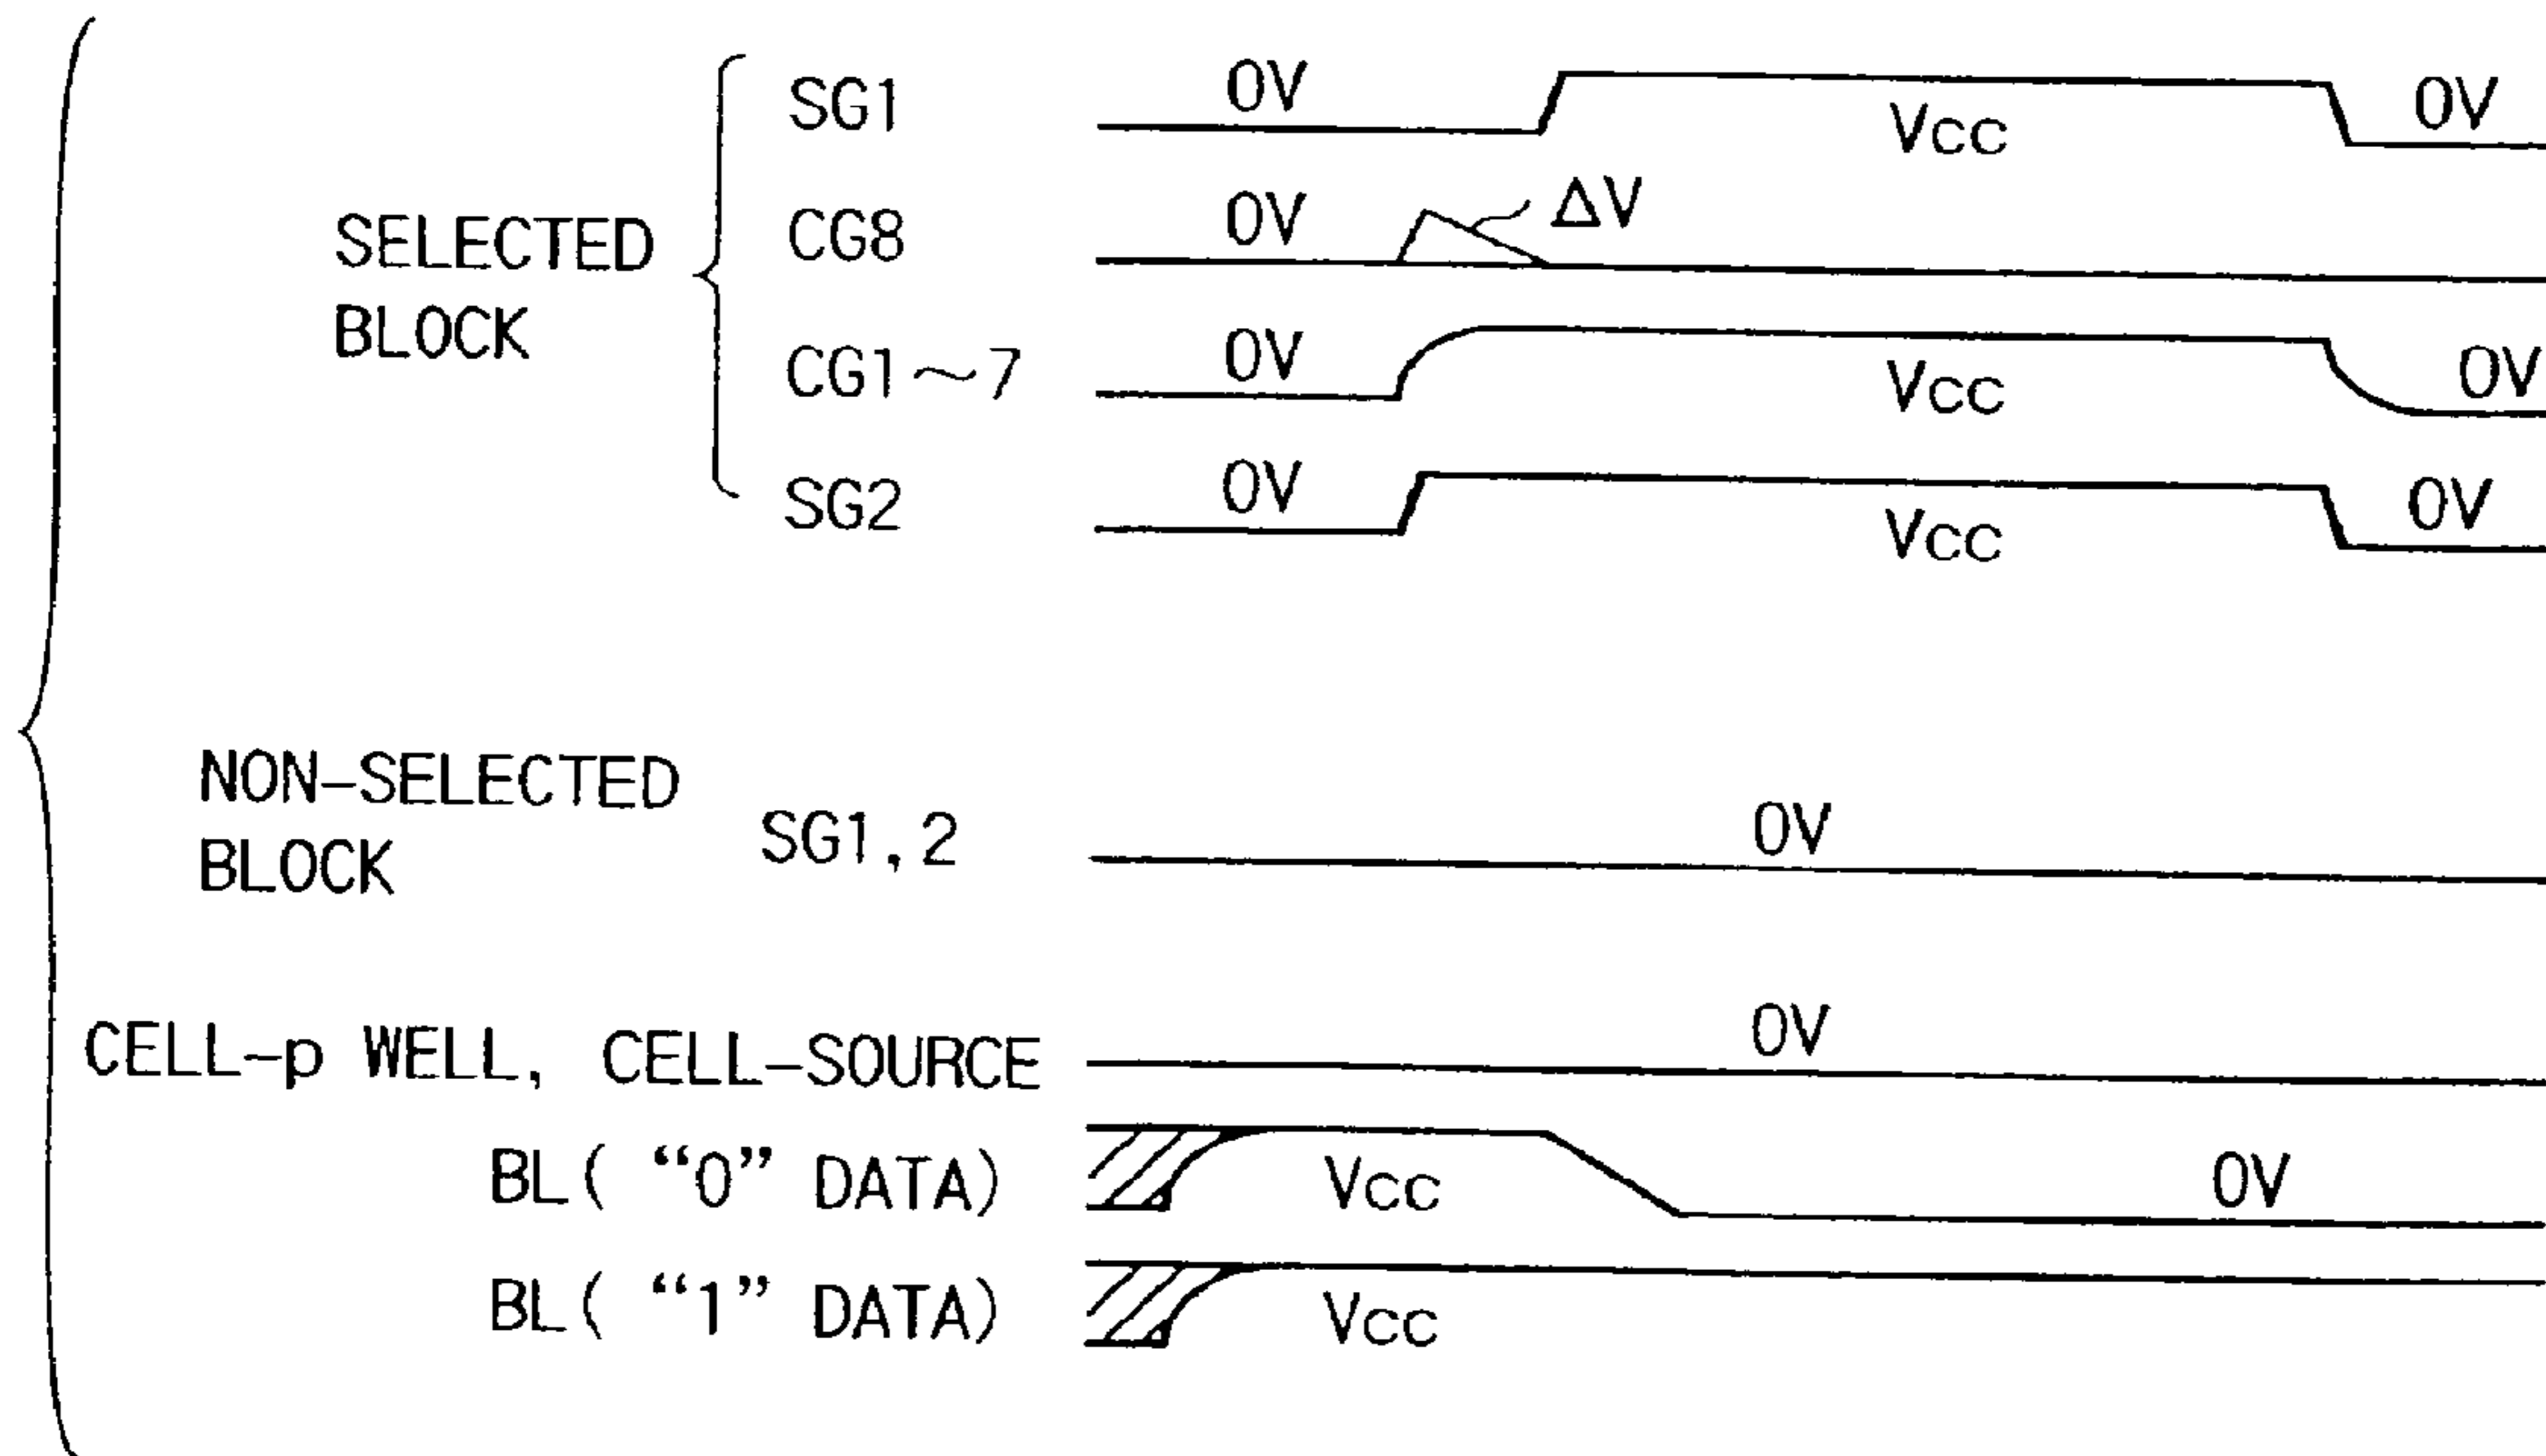 SELECTED
BLOCK
SG1 0V VCC 0V
CG8 0V ΔV
CG1～7 0V VCC 0V
SG2 0V VCC 0V
NON-SELECTED
BLOCK
SG1,2 0V
CELL-p WELL, CELL-SOURCE 0V
BL( “0” DATA) VCC 0V
BL( “1” DATA) VCC